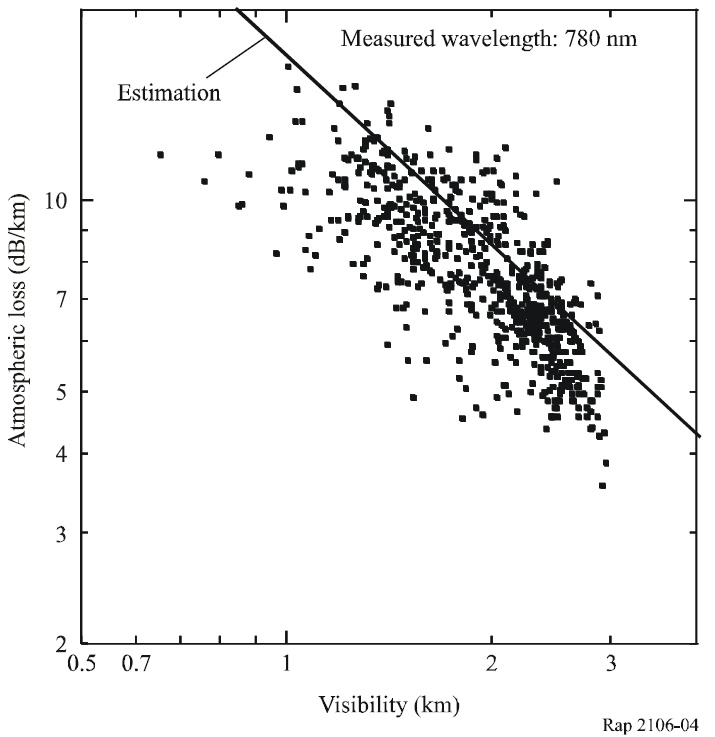 Measured wavelength: 780 nm
Estimation
Atmospheric loss (dB/km)
10
7
5
4
3
2
0.5 0.7 1 2 3
Visibility (km)
Rap 2106-04